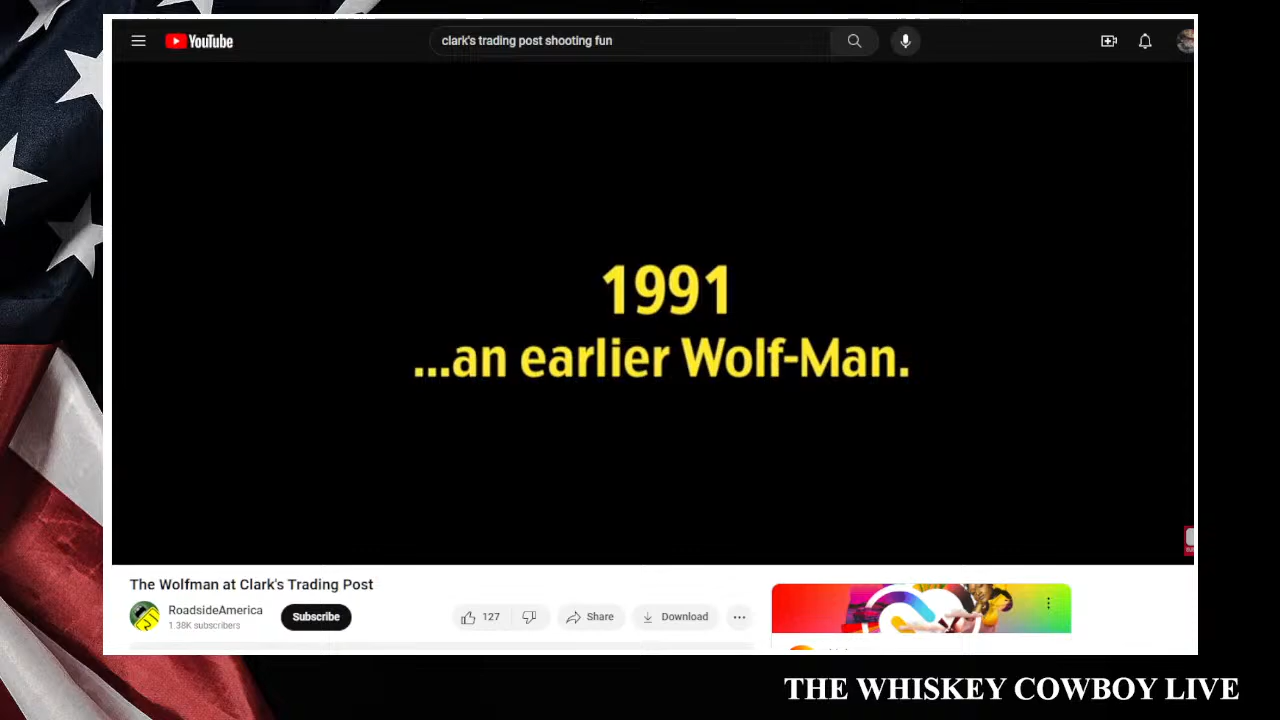 YouTube
clark's trading post shooting fun
1991
...an earlier Wolf-Man.
The Wolfman at Clark's Trading Post
RoadsideAmerica
1.38K subscribers
Subscribe
127
Share
Download
THE WHISKEY COWBOY LIVE